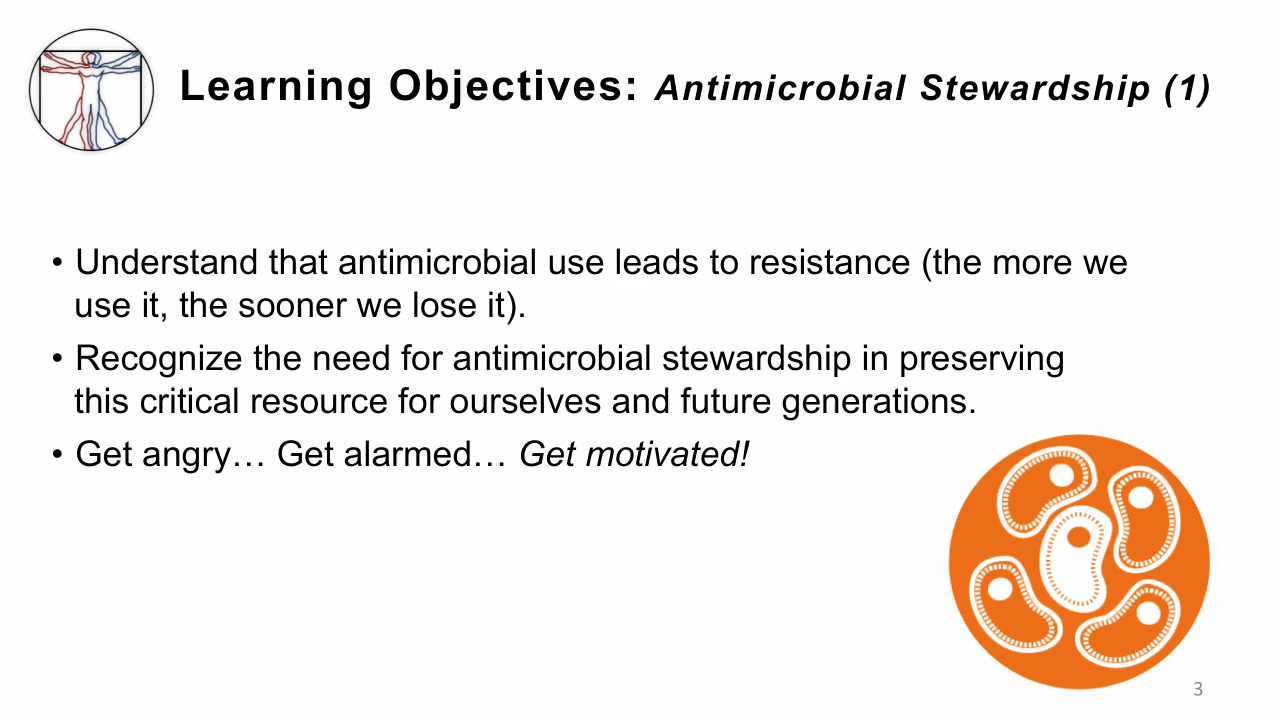 Learning Objectives: Antimicrobial Stewardship (1)
• Understand that antimicrobial use leads to resistance (the more we
use it, the sooner we lose it).
• Recognize the need for antimicrobial stewardship in preserving
this critical resource for ourselves and future generations.
• Get angry… Get alarmed… Get motivated!
3